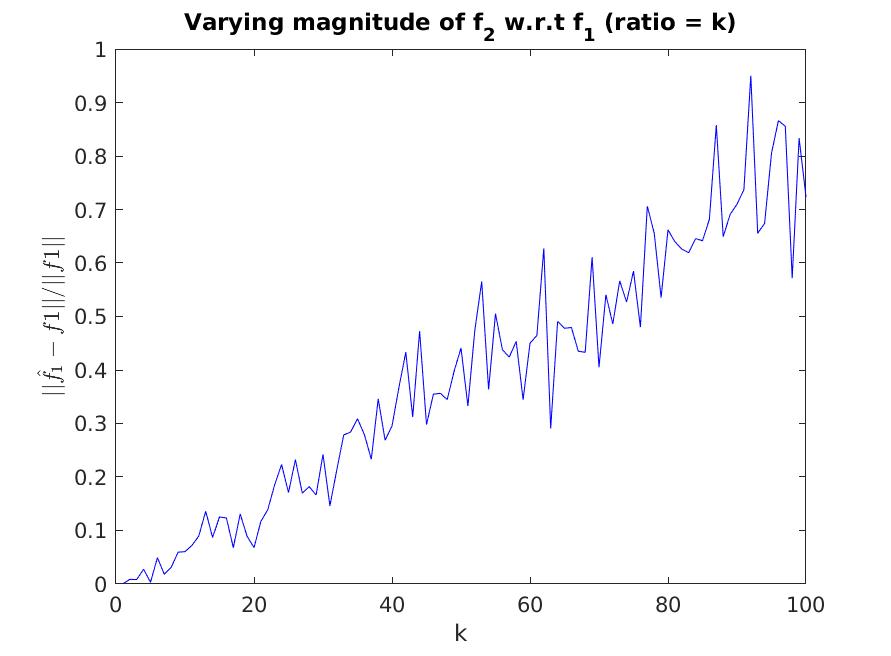 Varying magnitude of f₂ w.r.t f₁ (ratio = k)
1
0.9
0.8
0.7
0.6
0.5
0.4
0.3
0.2
0.1
0
||f̂₁ − f1||/||f1||
0 20 40 60 80 100
k